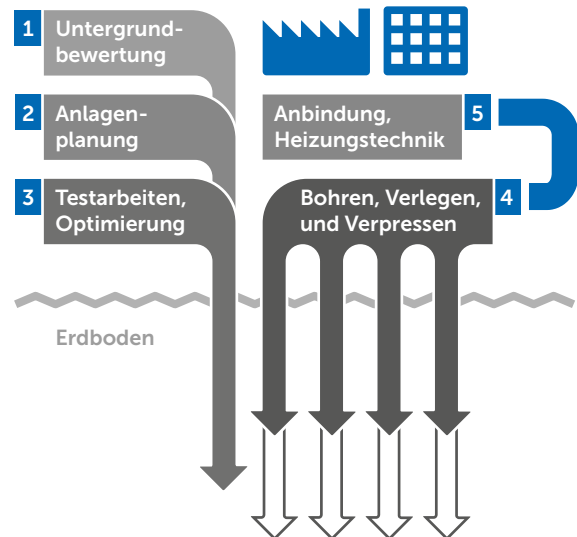 1 Untergrund-
bewertung
2 Anlagen-
planung
3 Testarbeiten,
Optimierung
Anbindung, 5
Heizungstechnik
Bohren, Verlegen, 4
und Verpressen
Erdboden